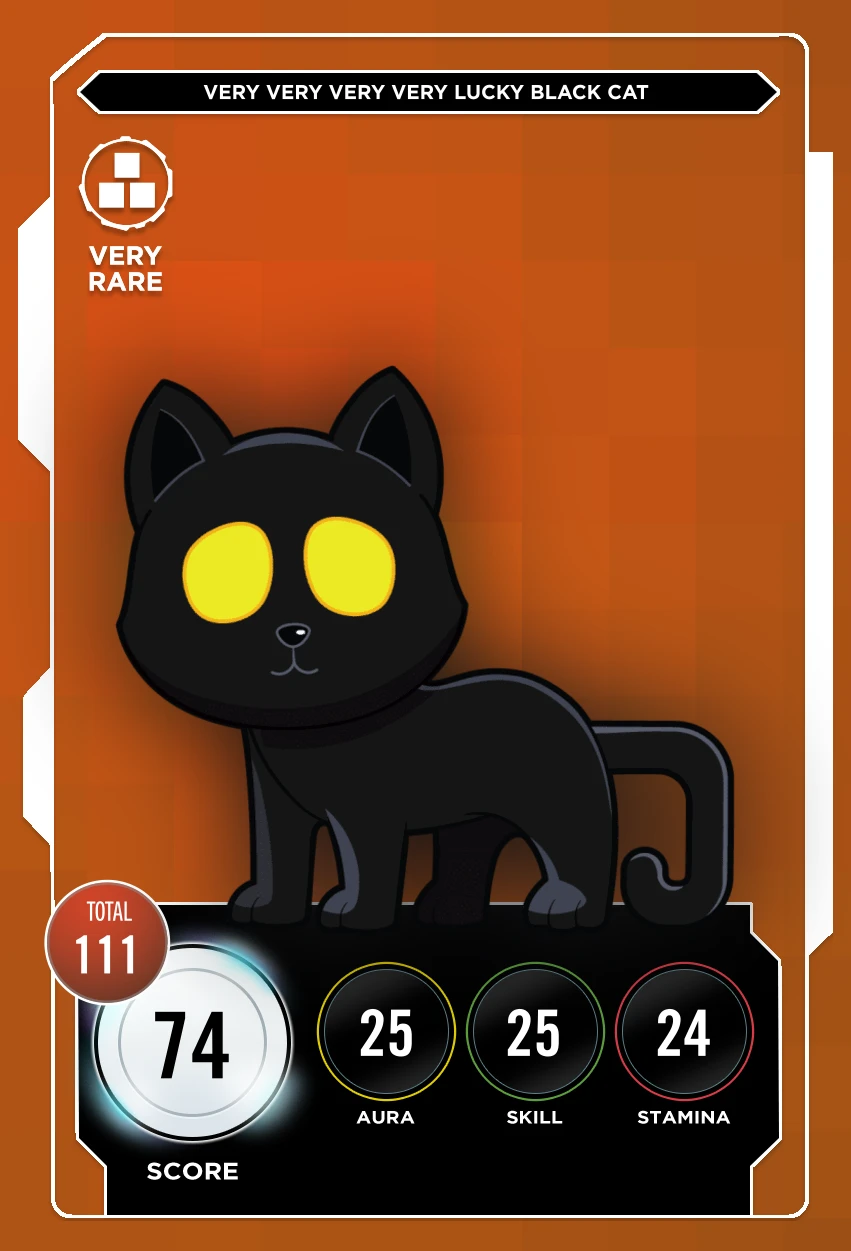 VERY VERY VERY VERY LUCKY BLACK CAT
VERY
RARE
TOTAL
111
74
SCORE
25
AURA
25
SKILL
24
STAMINA